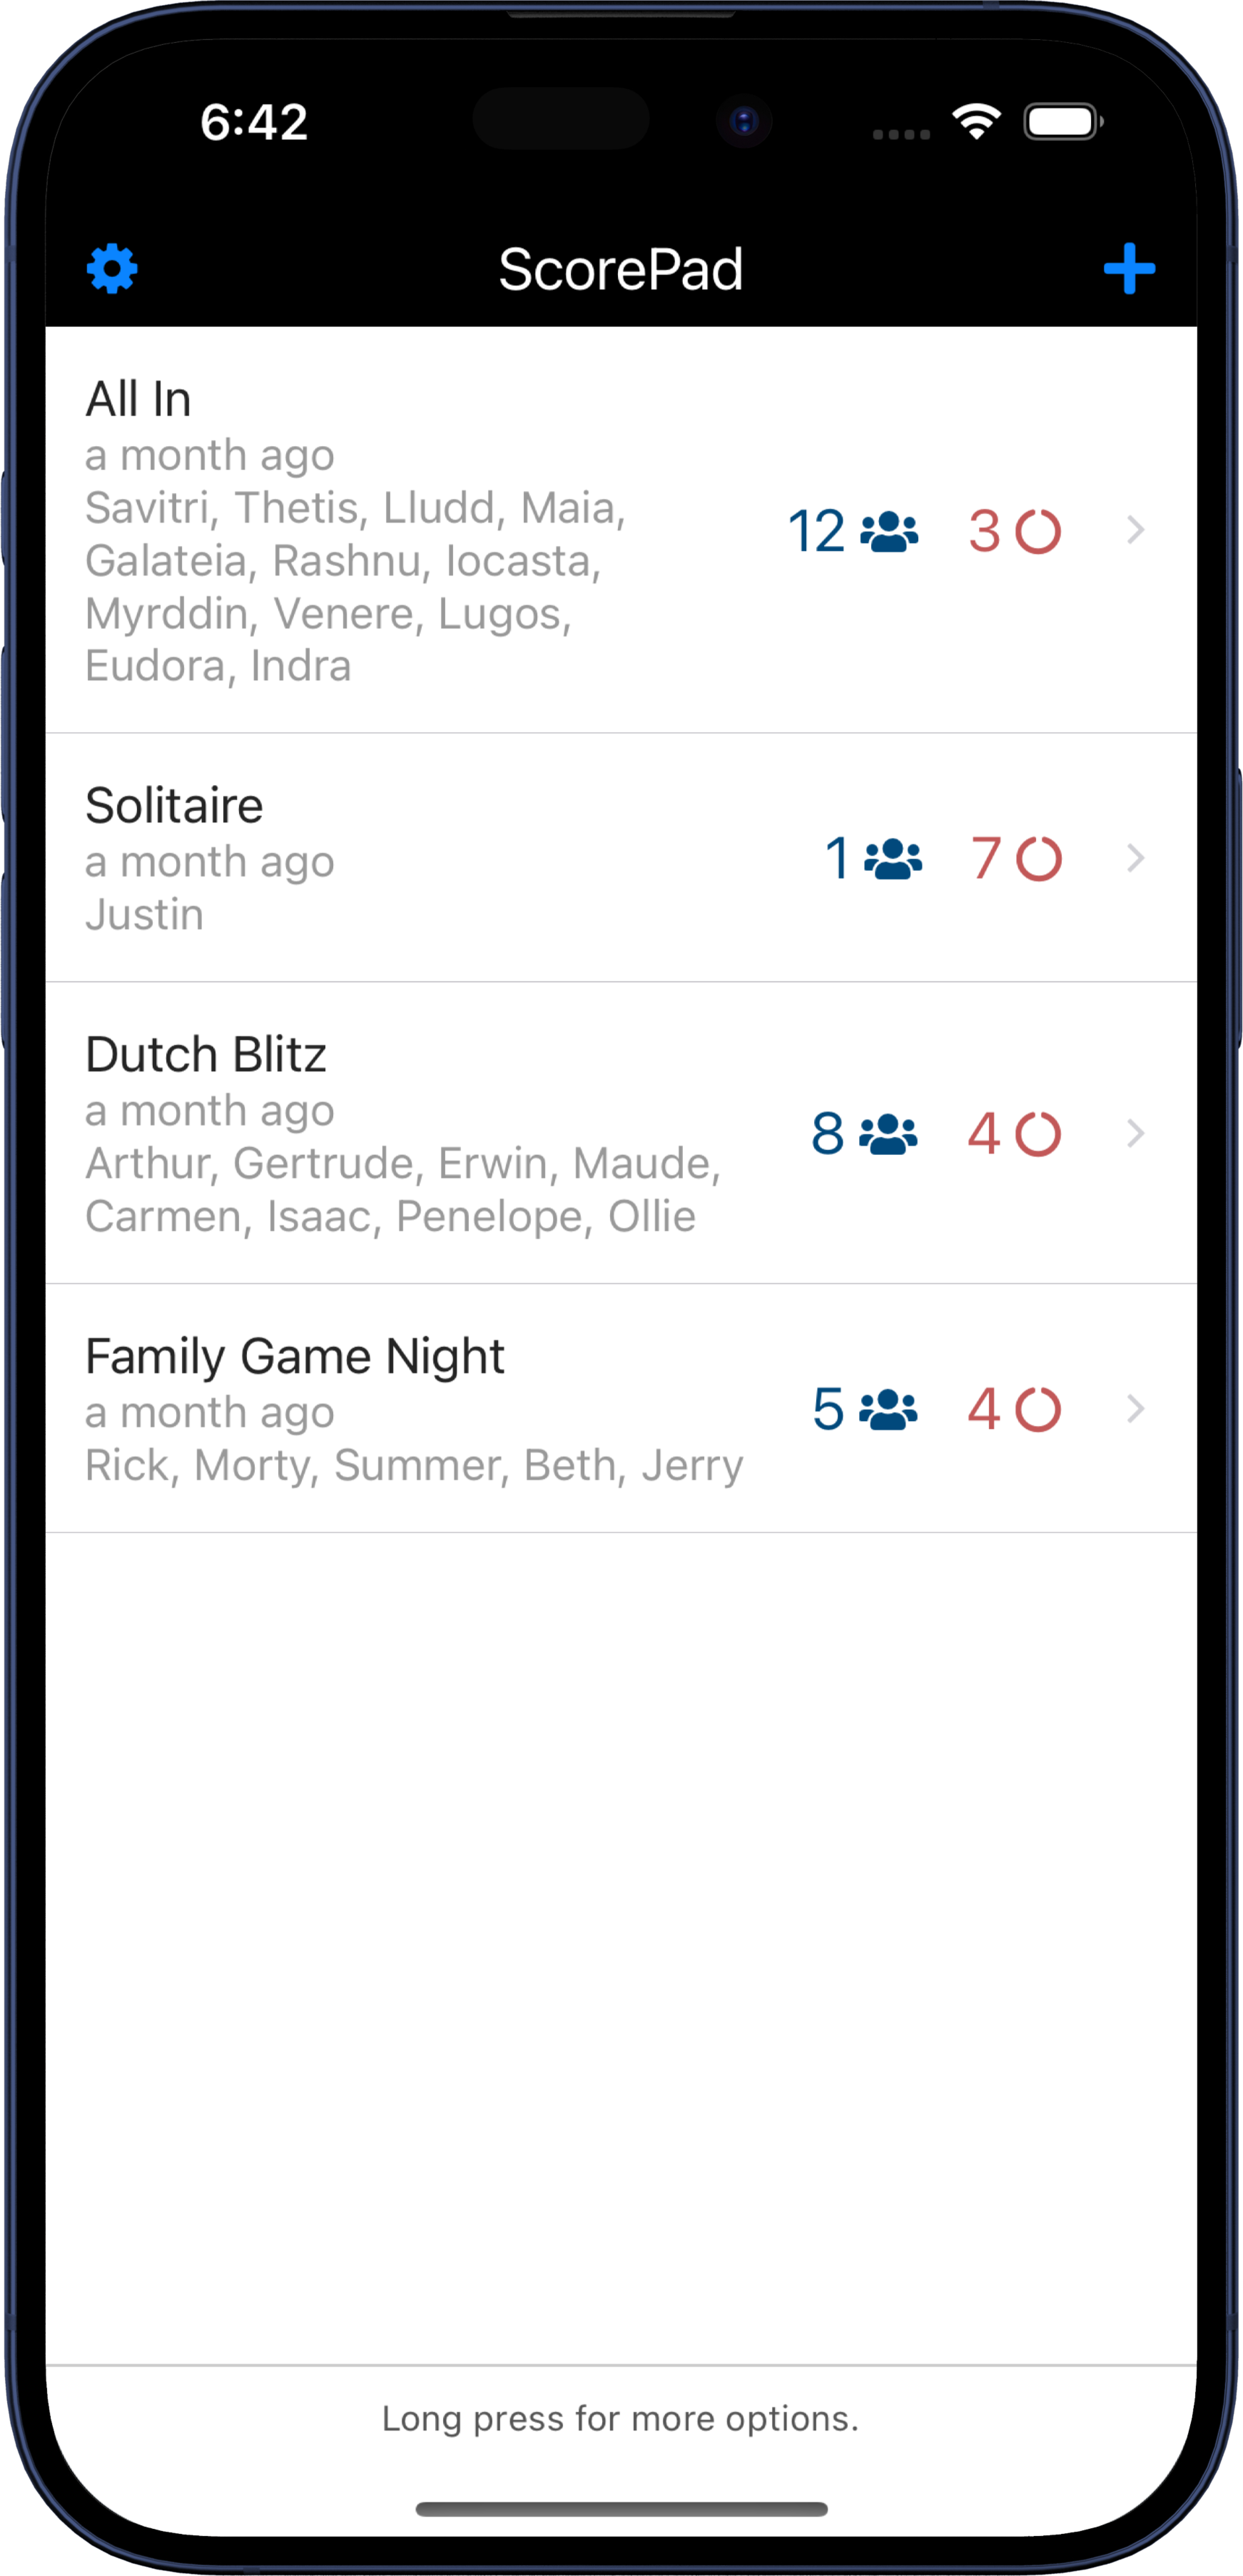 6:42
ScorePad
All In
a month ago
Savitri, Thetis, Lludd, Maia,
Galateia, Rashnu, Iocasta,
Myrddin, Venere, Lugos,
Eudora, Indra
12 3
Solitaire
a month ago
Justin
1 7
Dutch Blitz
a month ago
Arthur, Gertrude, Erwin, Maude,
Carmen, Isaac, Penelope, Ollie
8 4
Family Game Night
a month ago
Rick, Morty, Summer, Beth, Jerry
5 4
Long press for more options.